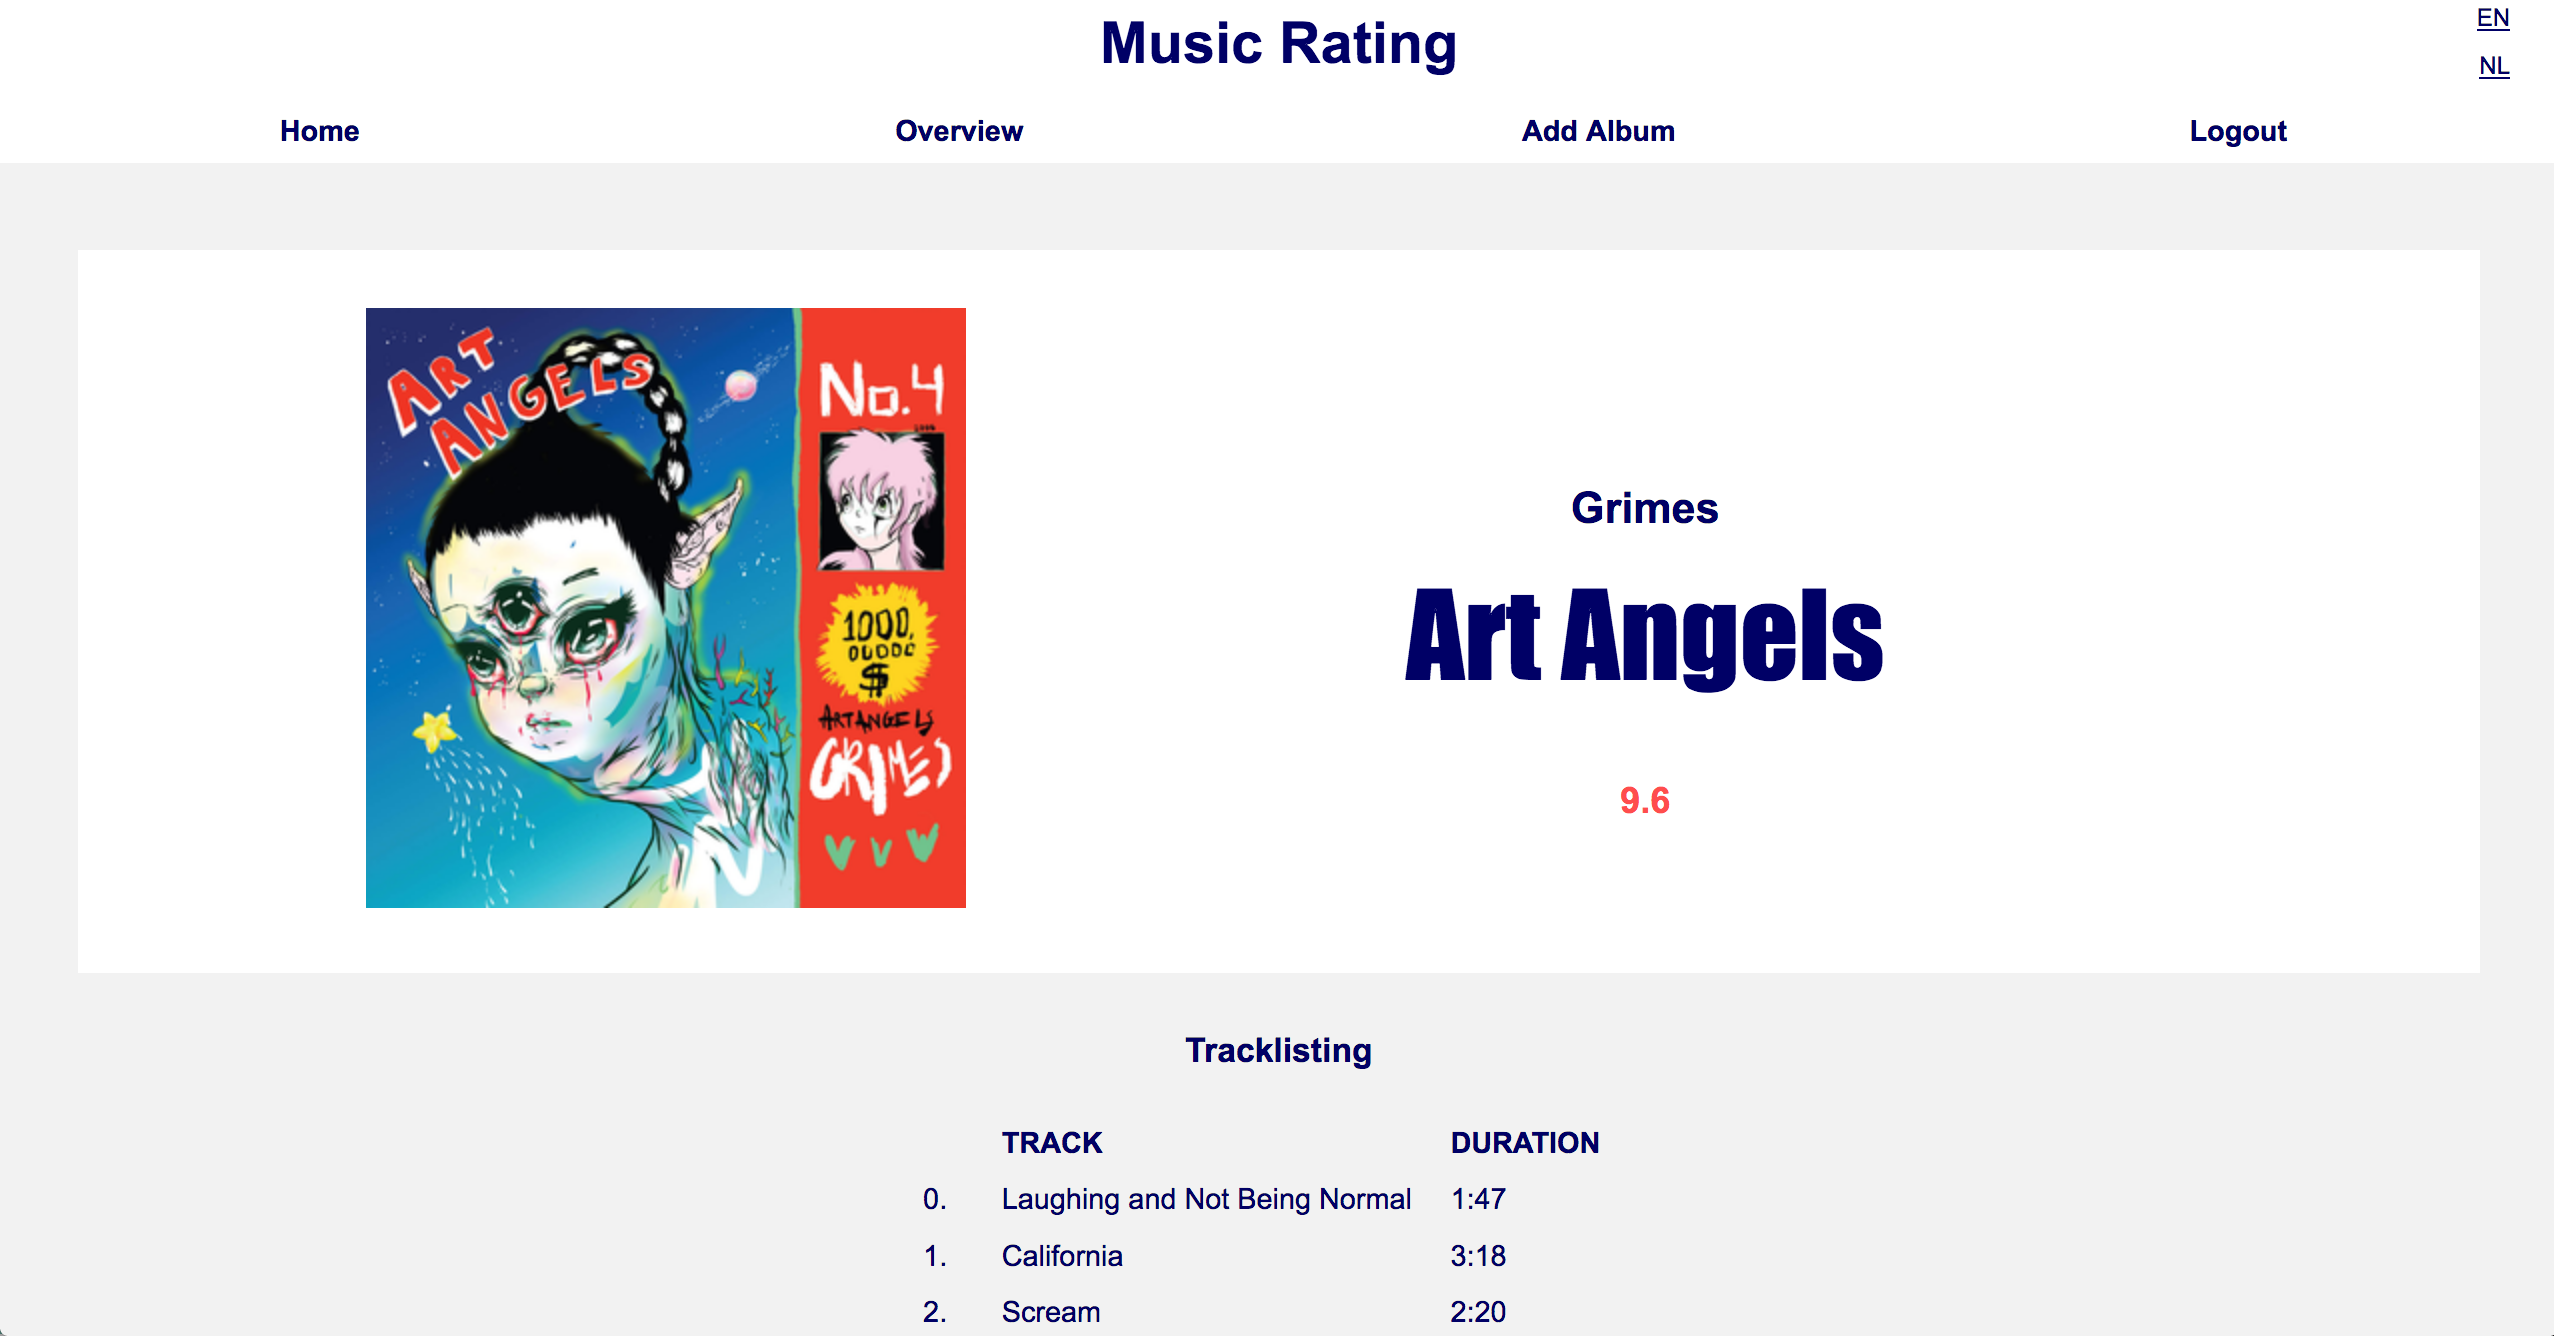 Music Rating
EN
NL
Home Overview Add Album Logout
ART
ANGELS
No.4
1000,
00000
$
ART ANGELS
GRIMES
Grimes
Art Angels
9.6
Tracklisting
TRACK DURATION
0. Laughing and Not Being Normal 1:47
1. California 3:18
2. Scream 2:20